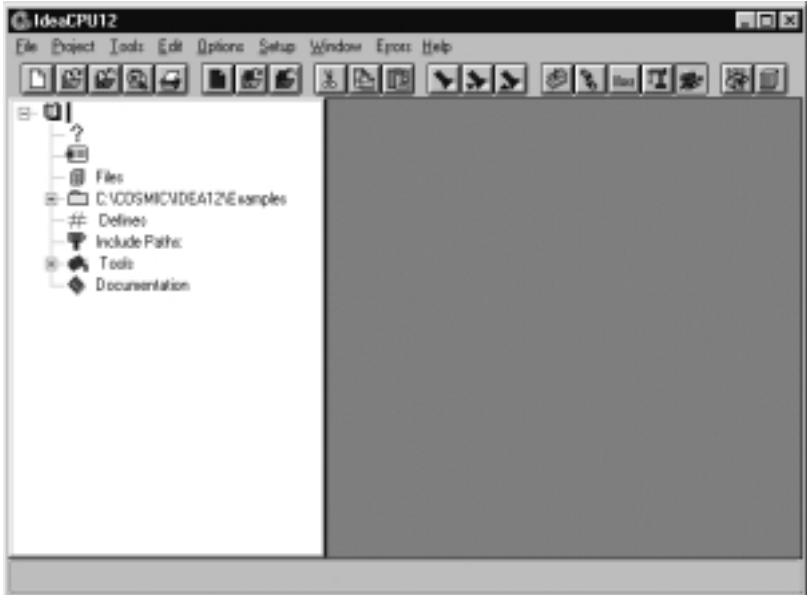 IdeaCPU12
File Project Tools Edit Options Setup Window Errors Help
?
Files
C:\COSMIC\IDEA12\Examples
# Defines
Include Paths:
Tools
Documentation